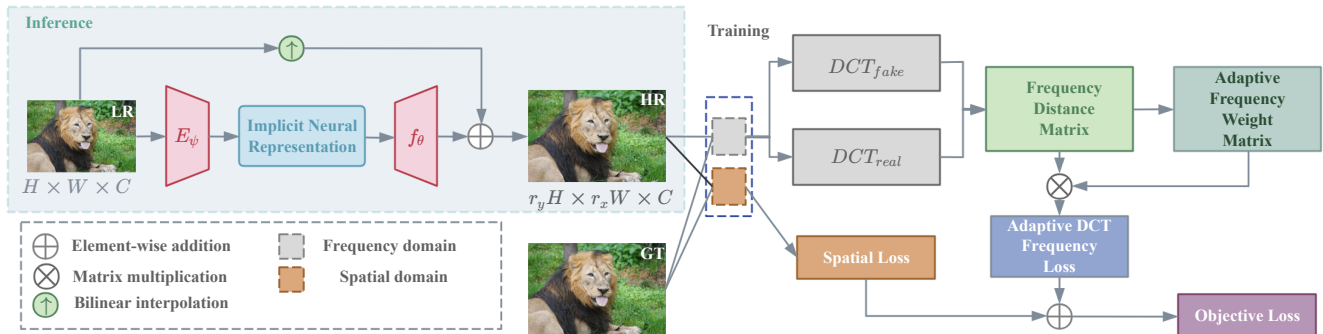 Inference
Training
LR
E_ψ
Implicit Neural
Representation
f_θ
HR
H × W × C
r_yH × r_xW × C
DCT_fake
DCT_real
Frequency
Distance
Matrix
Adaptive
Frequency
Weight
Matrix
Element-wise addition
Matrix multiplication
Bilinear interpolation
Frequency domain
Spatial domain
GT
Spatial Loss
Adaptive DCT
Frequency
Loss
Objective Loss